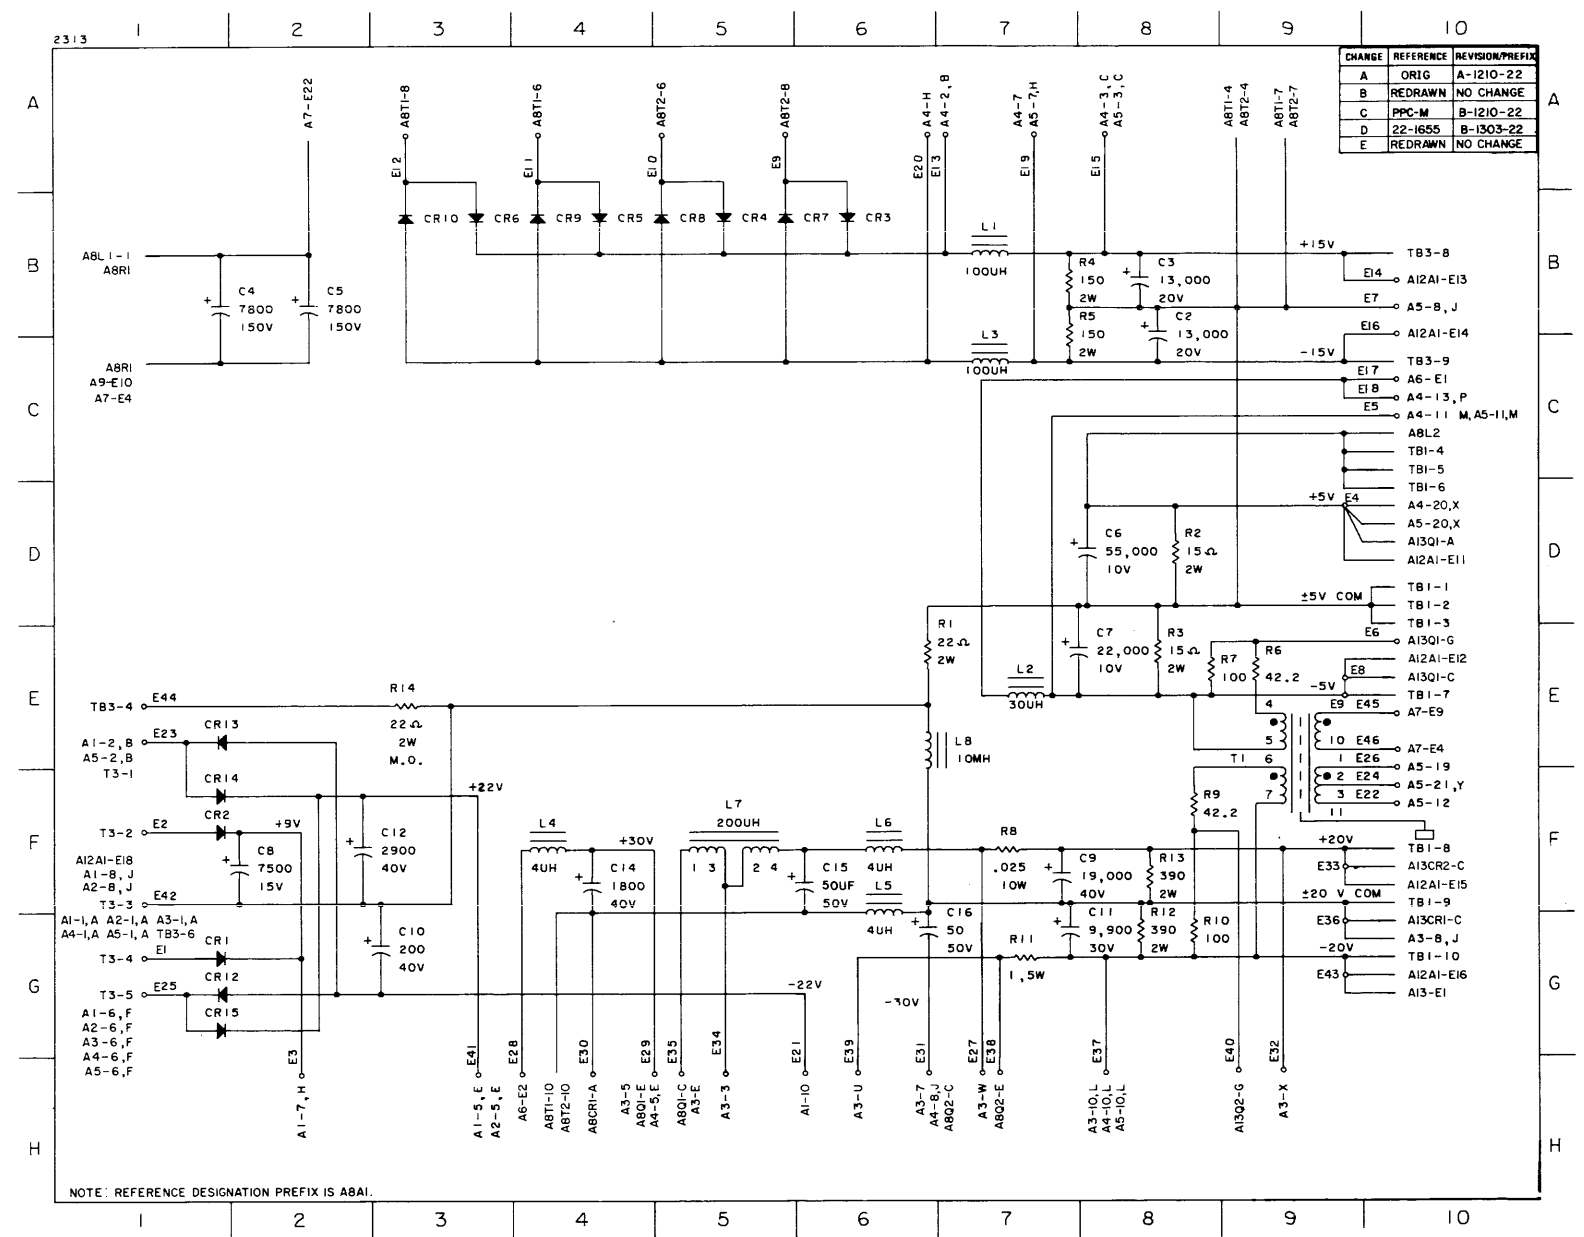 1 2 3 4 5 6 7 8 9 10
2313
CHANGE REFERENCE REVISION/PREFIX
A ORIG A-1210-22
B REDRAWN NO CHANGE
C PPC-M B-1210-22
D 22-1655 B-1303-22
E REDRAWN NO CHANGE
A
A
A7-E22
A8T1-8
A8T1-6
A8T2-6
A8T2-8
A4-H
A4-2, B
A4-7
A5-7, H
A4-3, C
A5-3, C
A8T1-4
A8T2-4
A8T1-7
A8T2-7
E12
E11
E10
E9
E20
E13
E19
E15
CR10
CR6
CR9
CR5
CR8
CR4
CR7
CR3
B
B
A8L1-1
A8R1
C4
7800
150V
C5
7800
150V
L1
100UH
R4
150
2W
C3
13,000
20V
R5
150
2W
C2
13,000
20V
L3
100UH
+15V
TB3-8
E14
A12A1-E13
E7
A5-8, J
E16
A12A1-E14
-15V
TB3-9
A8R1
A9-E10
A7-E4
C
C
E17
A6-E1
E18
A4-13, P
E5
A4-11 M, A5-11, M
A8L2
TB1-4
TB1-5
TB1-6
+5V
E4
A4-20, X
A5-20, X
A13Q1-A
A12A1-E11
D
D
C6
55,000
10V
R2
15Ω
2W
±5V COM
TB1-1
TB1-2
TB1-3
R1
22Ω
2W
C7
22,000
10V
R3
15Ω
2W
R7
100
R6
42.2
E6
A13Q1-G
A12A1-E12
E8
A13Q1-C
-5V
TB1-7
L2
30UH
E
E
TB3-4
E44
R14
22Ω
2W
M.O.
E23
CR13
A1-2, B
A5-2, B
T3-1
L8
10MH
4
5
T1
6
7
E9
E45
A7-E9
10
E46
A7-E4
1
E26
A5-19
2
E24
A5-21, Y
3
E22
A5-12
11
CR14
+22V
R9
42.2
F
F
T3-2
E2
CR2
+9V
C8
7500
15V
C12
2900
40V
A12A1-E18
A1-8, J
A2-8, J
T3-3
E42
L4
4UH
+30V
C14
1800
40V
L7
200UH
1 3
2 4
C15
50UF
50V
L6
4UH
L5
4UH
R8
.025
10W
C9
19,000
40V
R13
390
2W
+20V
TB1-8
E33
A13CR2-C
A12A1-E15
±20 V COM
TB1-9
A1-1, A A2-1, A A3-1, A
A4-1, A A5-1, A TB3-6
T3-4
E1
CR1
C10
200
40V
C16
50
50V
R11
1, 5W
C11
9,900
30V
R12
390
2W
R10
100
E36
A13CR1-C
A3-8, J
-20V
TB1-10
E43
A12A1-E16
A13-E1
G
G
T3-5
E25
CR12
CR15
A1-6, F
A2-6, F
A3-6, F
A4-6, F
A5-6, F
-22V
-30V
E3
E41
E28
E30
E29
E35
E34
E21
E39
E31
E27
E38
E37
E40
E32
A1-7, H
A1-5, E
A2-5, E
A6-E2
A8T1-10
A8T2-10
A8CR1-A
A3-5
A8Q1-E
A4-5, E
A8Q1-C
A3-E
A3-3
A1-10
A3-U
A3-7
A4-8, J
A8Q2-C
A3-W
A8Q2-E
A3-10, L
A4-10, L
A5-10, L
A13Q2-G
A3-X
H
H
NOTE: REFERENCE DESIGNATION PREFIX IS A8A1.
1 2 3 4 5 6 7 8 9 10